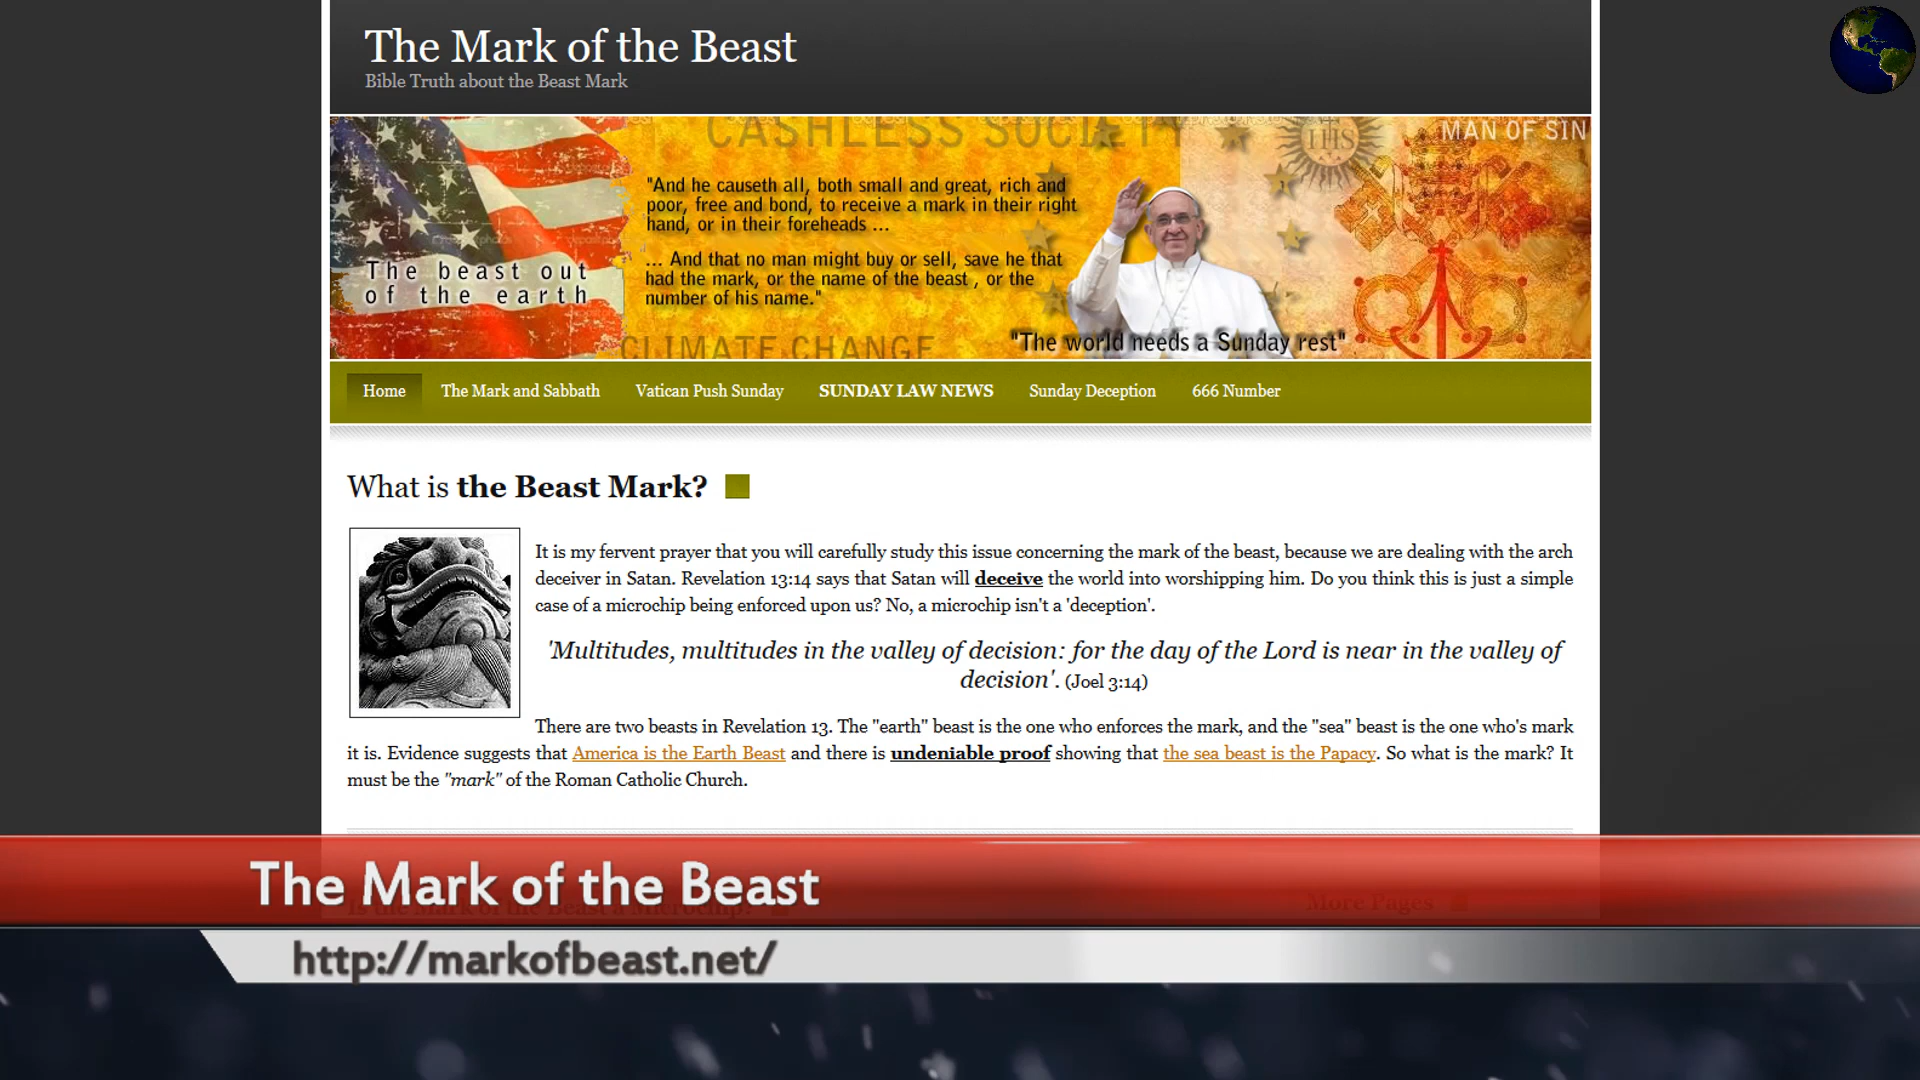 The Mark of the Beast
Bible Truth about the Beast Mark
CASHLESS SOCIETY
IHS
MAN OF SIN
"And he causeth all, both small and great, rich and
poor, free and bond, to receive a mark in their right
hand, or in their foreheads ...
... And that no man might buy or sell, save he that
had the mark, or the name of the beast , or the
number of his name."
The beast out
of the earth
CLIMATE CHANGE
"The world needs a Sunday rest"
Home The Mark and Sabbath Vatican Push Sunday SUNDAY LAW NEWS Sunday Deception 666 Number
What is the Beast Mark?
It is my fervent prayer that you will carefully study this issue concerning the mark of the beast, because we are dealing with the arch
deceiver in Satan. Revelation 13:14 says that Satan will deceive the world into worshipping him. Do you think this is just a simple
case of a microchip being enforced upon us? No, a microchip isn't a 'deception'.
'Multitudes, multitudes in the valley of decision: for the day of the Lord is near in the valley of
decision'. (Joel 3:14)
There are two beasts in Revelation 13. The "earth" beast is the one who enforces the mark, and the "sea" beast is the one who's mark
it is. Evidence suggests that America is the Earth Beast and there is undeniable proof showing that the sea beast is the Papacy. So what is the mark? It
must be the "mark" of the Roman Catholic Church.
The Mark of the Beast
Is the Mark of the Beast a Microchip?
More Pages
http://markofbeast.net/